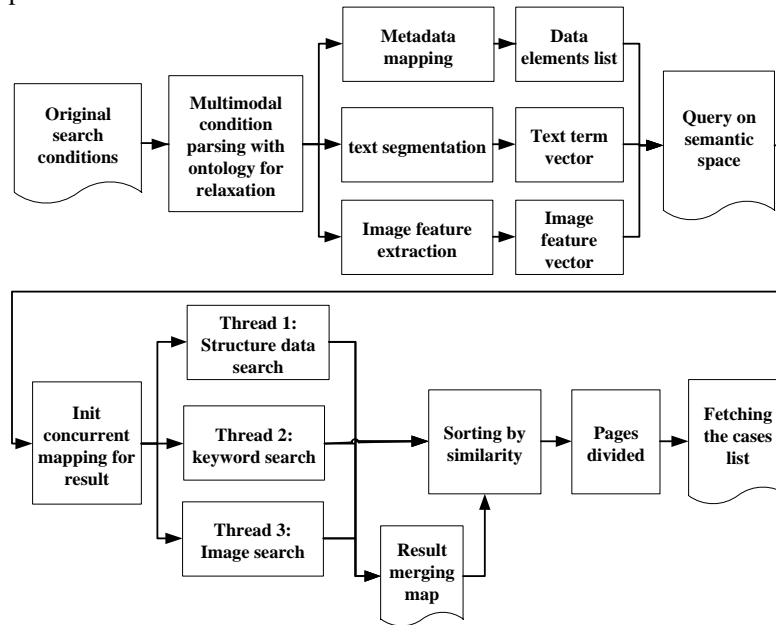 Original
search
conditions
Multimodal
condition
parsing with
ontology for
relaxation
Metadata
mapping
Data
elements list
text segmentation
Text term
vector
Image feature
extraction
Image
feature
vector
Query on
semantic
space
Init
concurrent
mapping for
result
Thread 1:
Structure data
search
Thread 2:
keyword search
Thread 3:
Image search
Result
merging
map
Sorting by
similarity
Pages
divided
Fetching
the cases
list